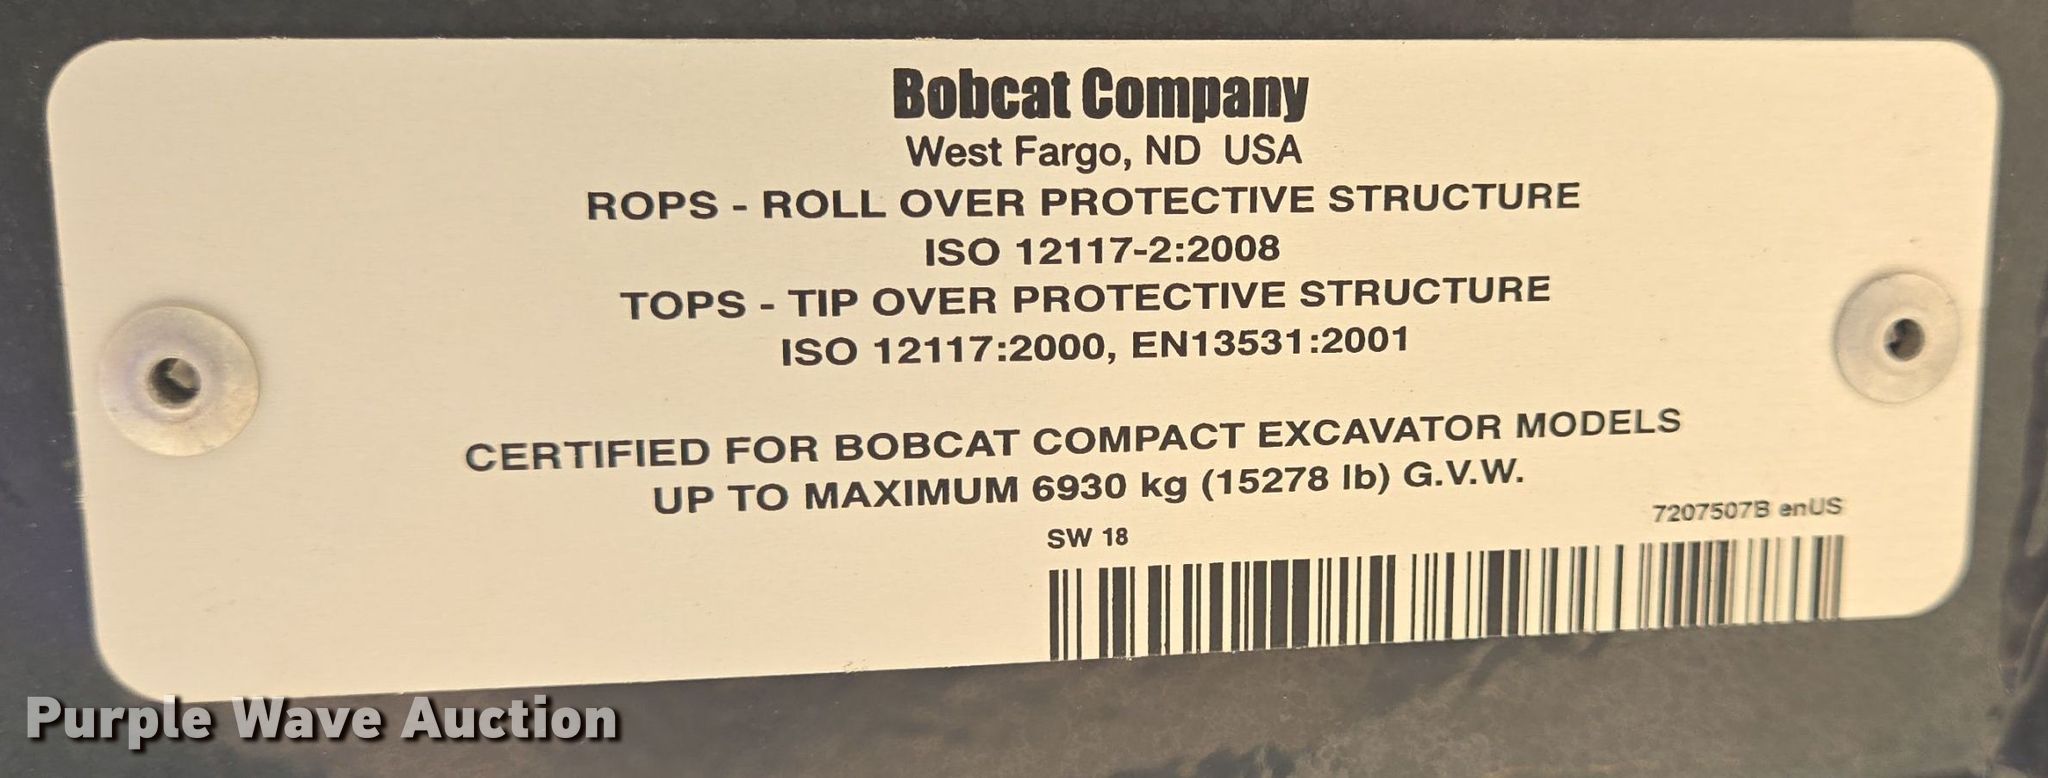 Bobcat Company
West Fargo, ND USA
ROPS - ROLL OVER PROTECTIVE STRUCTURE
ISO 12117-2:2008
TOPS - TIP OVER PROTECTIVE STRUCTURE
ISO 12117:2000, EN13531:2001
CERTIFIED FOR BOBCAT COMPACT EXCAVATOR MODELS
UP TO MAXIMUM 6930 kg (15278 lb) G.V.W.
7207507B enUS
SW 18
Purple Wave Auction